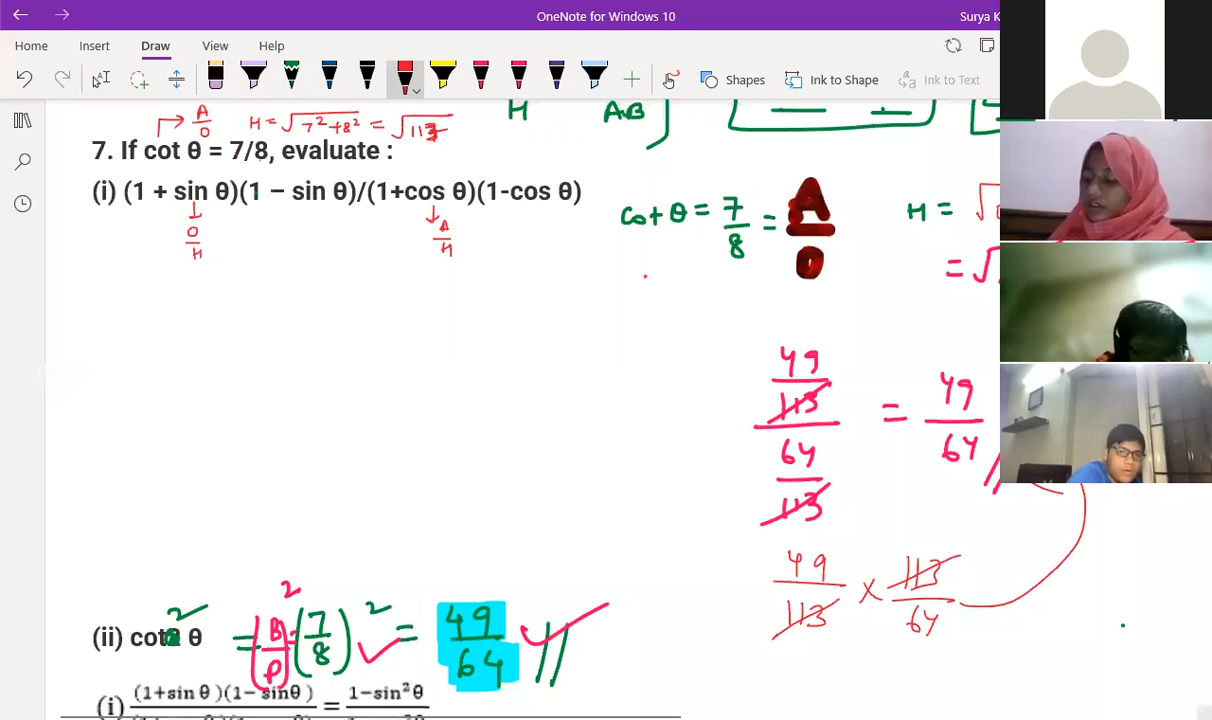 OneNote for Windows 10
Surya K
Home Insert Draw View Help
Shapes Ink to Shape Ink to Text
A/O H = √7²+8² = √113
H AB
7. If cot θ = 7/8, evaluate :
(i) (1 + sin θ)(1 − sin θ)/(1+cos θ)(1-cos θ)
O/H A/H
cot θ = 7/8 = A/O H = √
= √
49/113 / 64/113 = 49/64
49/113 × 113/64
(ii) cot² θ = (B/P)² = (7/8)² = 49/64
(i) (1+sin θ)(1− sinθ) = 1−sin²θ